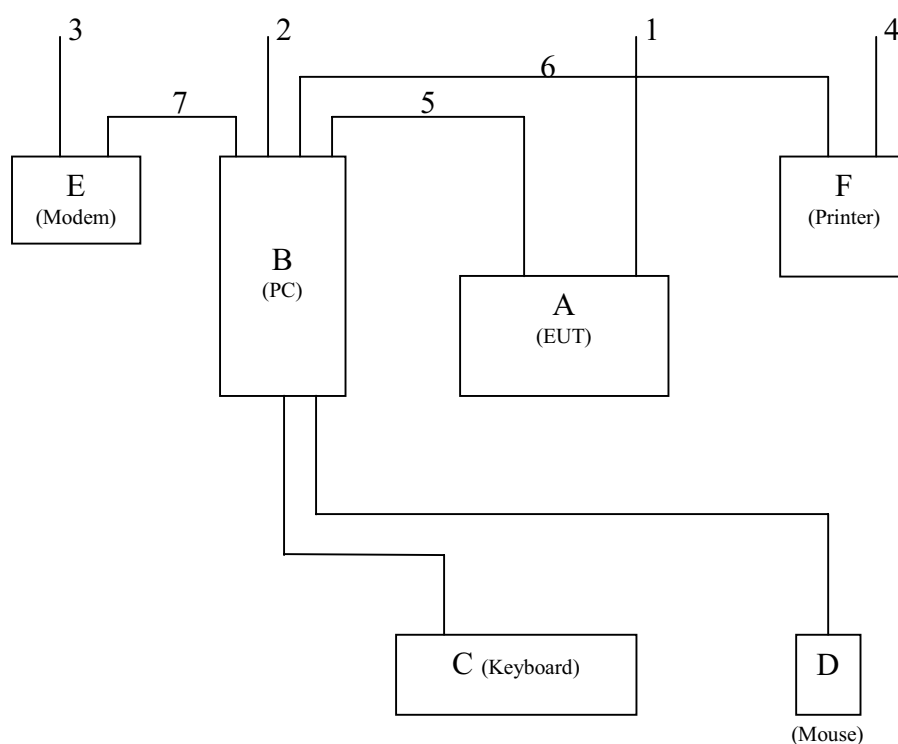 3
2
1
4
6
7
5
E
(Modem)
F
(Printer)
B
(PC)
A
(EUT)
C (Keyboard)
D
(Mouse)